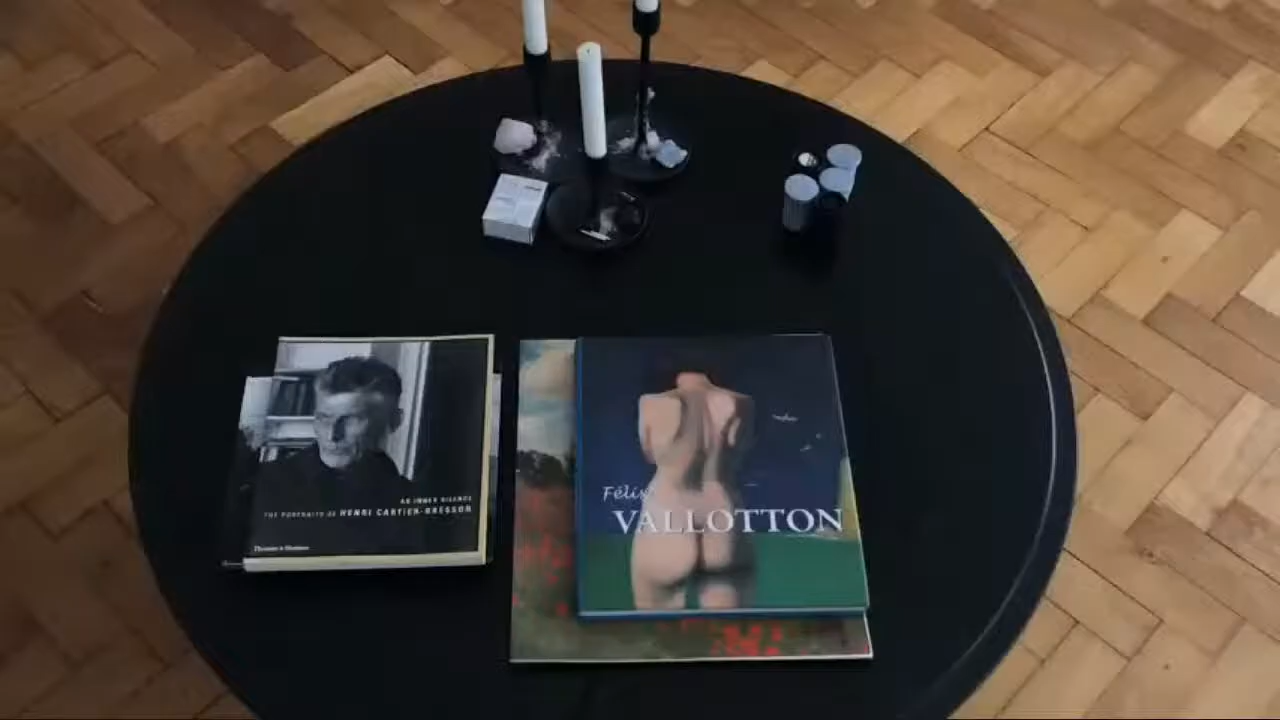 AN INNER SILENCE
THE PORTRAITS OF HENRI CARTIER-BRESSON
Thames & Hudson
Félix
VALLOTTON